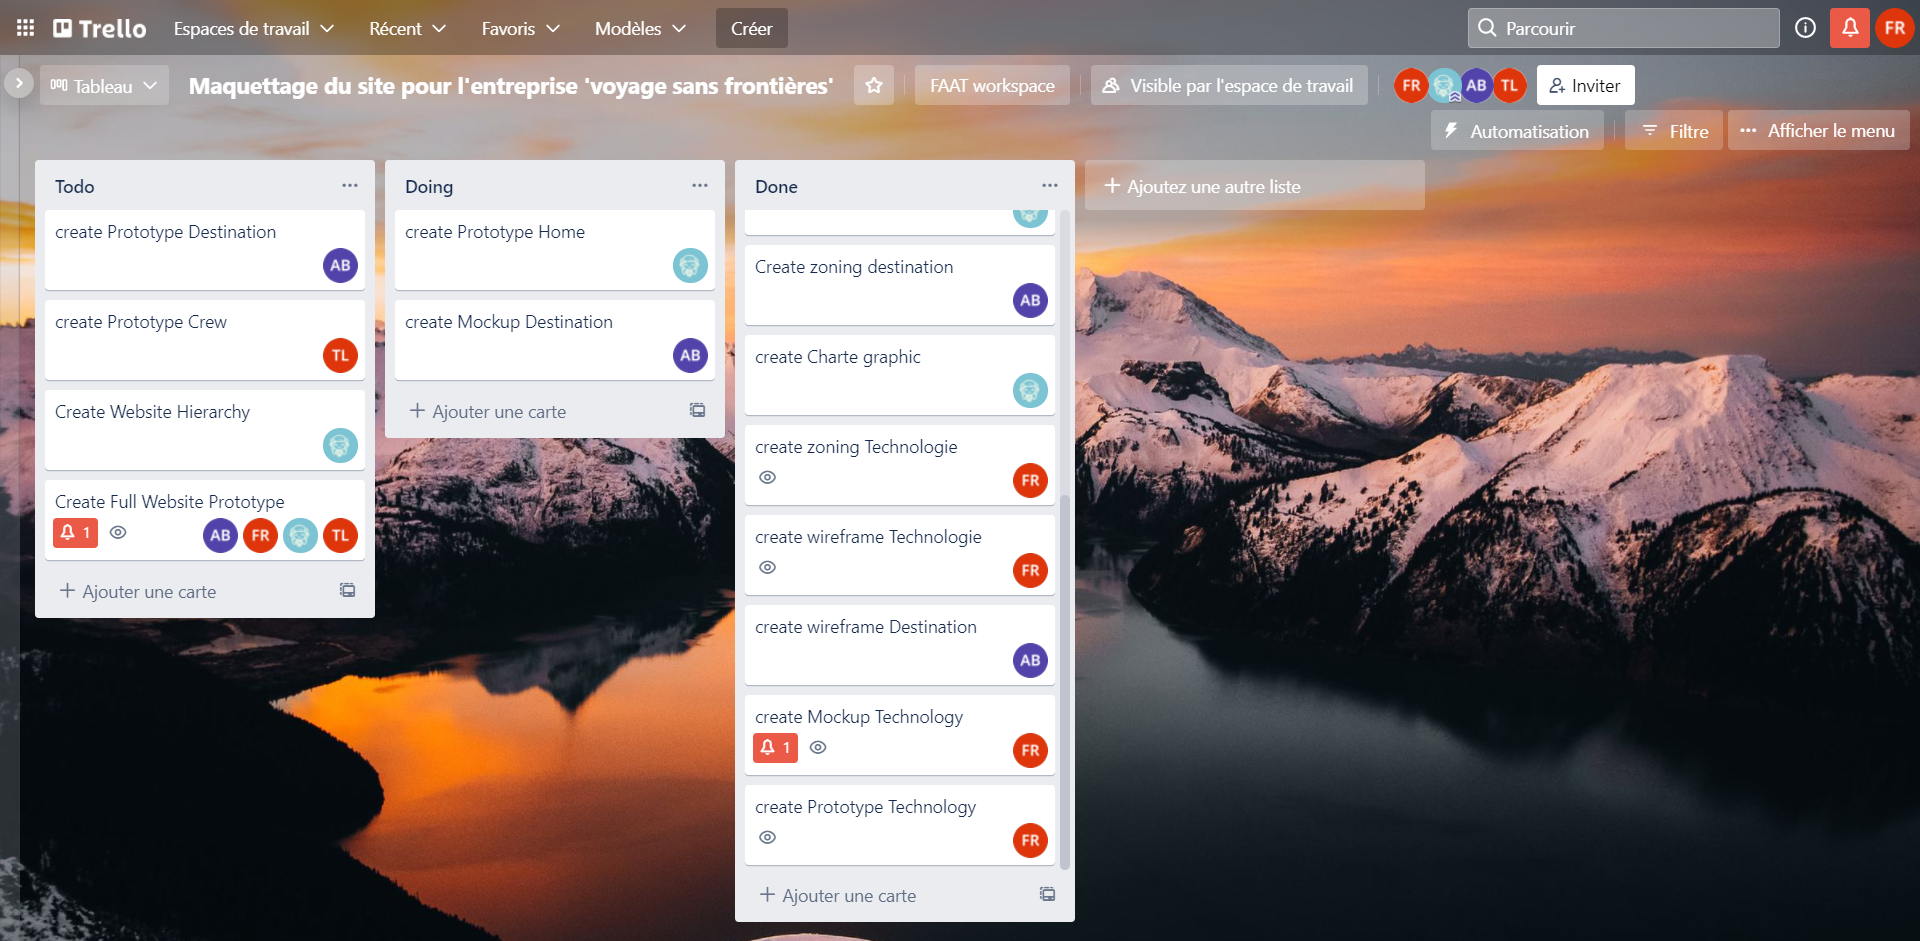 Trello
Espaces de travail
Récent
Favoris
Modèles
Créer
Parcourir
FR
Tableau
Maquettage du site pour l'entreprise 'voyage sans frontières'
FAAT workspace
Visible par l'espace de travail
FR
AB
TL
Inviter
Automatisation
Filtre
Afficher le menu
Todo
create Prototype Destination
AB
create Prototype Crew
TL
Create Website Hierarchy
Create Full Website Prototype
1
AB
FR
TL
Ajouter une carte
Doing
create Prototype Home
create Mockup Destination
AB
Ajouter une carte
Done
Create zoning destination
AB
create Charte graphic
create zoning Technologie
FR
create wireframe Technologie
FR
create wireframe Destination
AB
create Mockup Technology
1
FR
create Prototype Technology
FR
Ajouter une carte
Ajoutez une autre liste